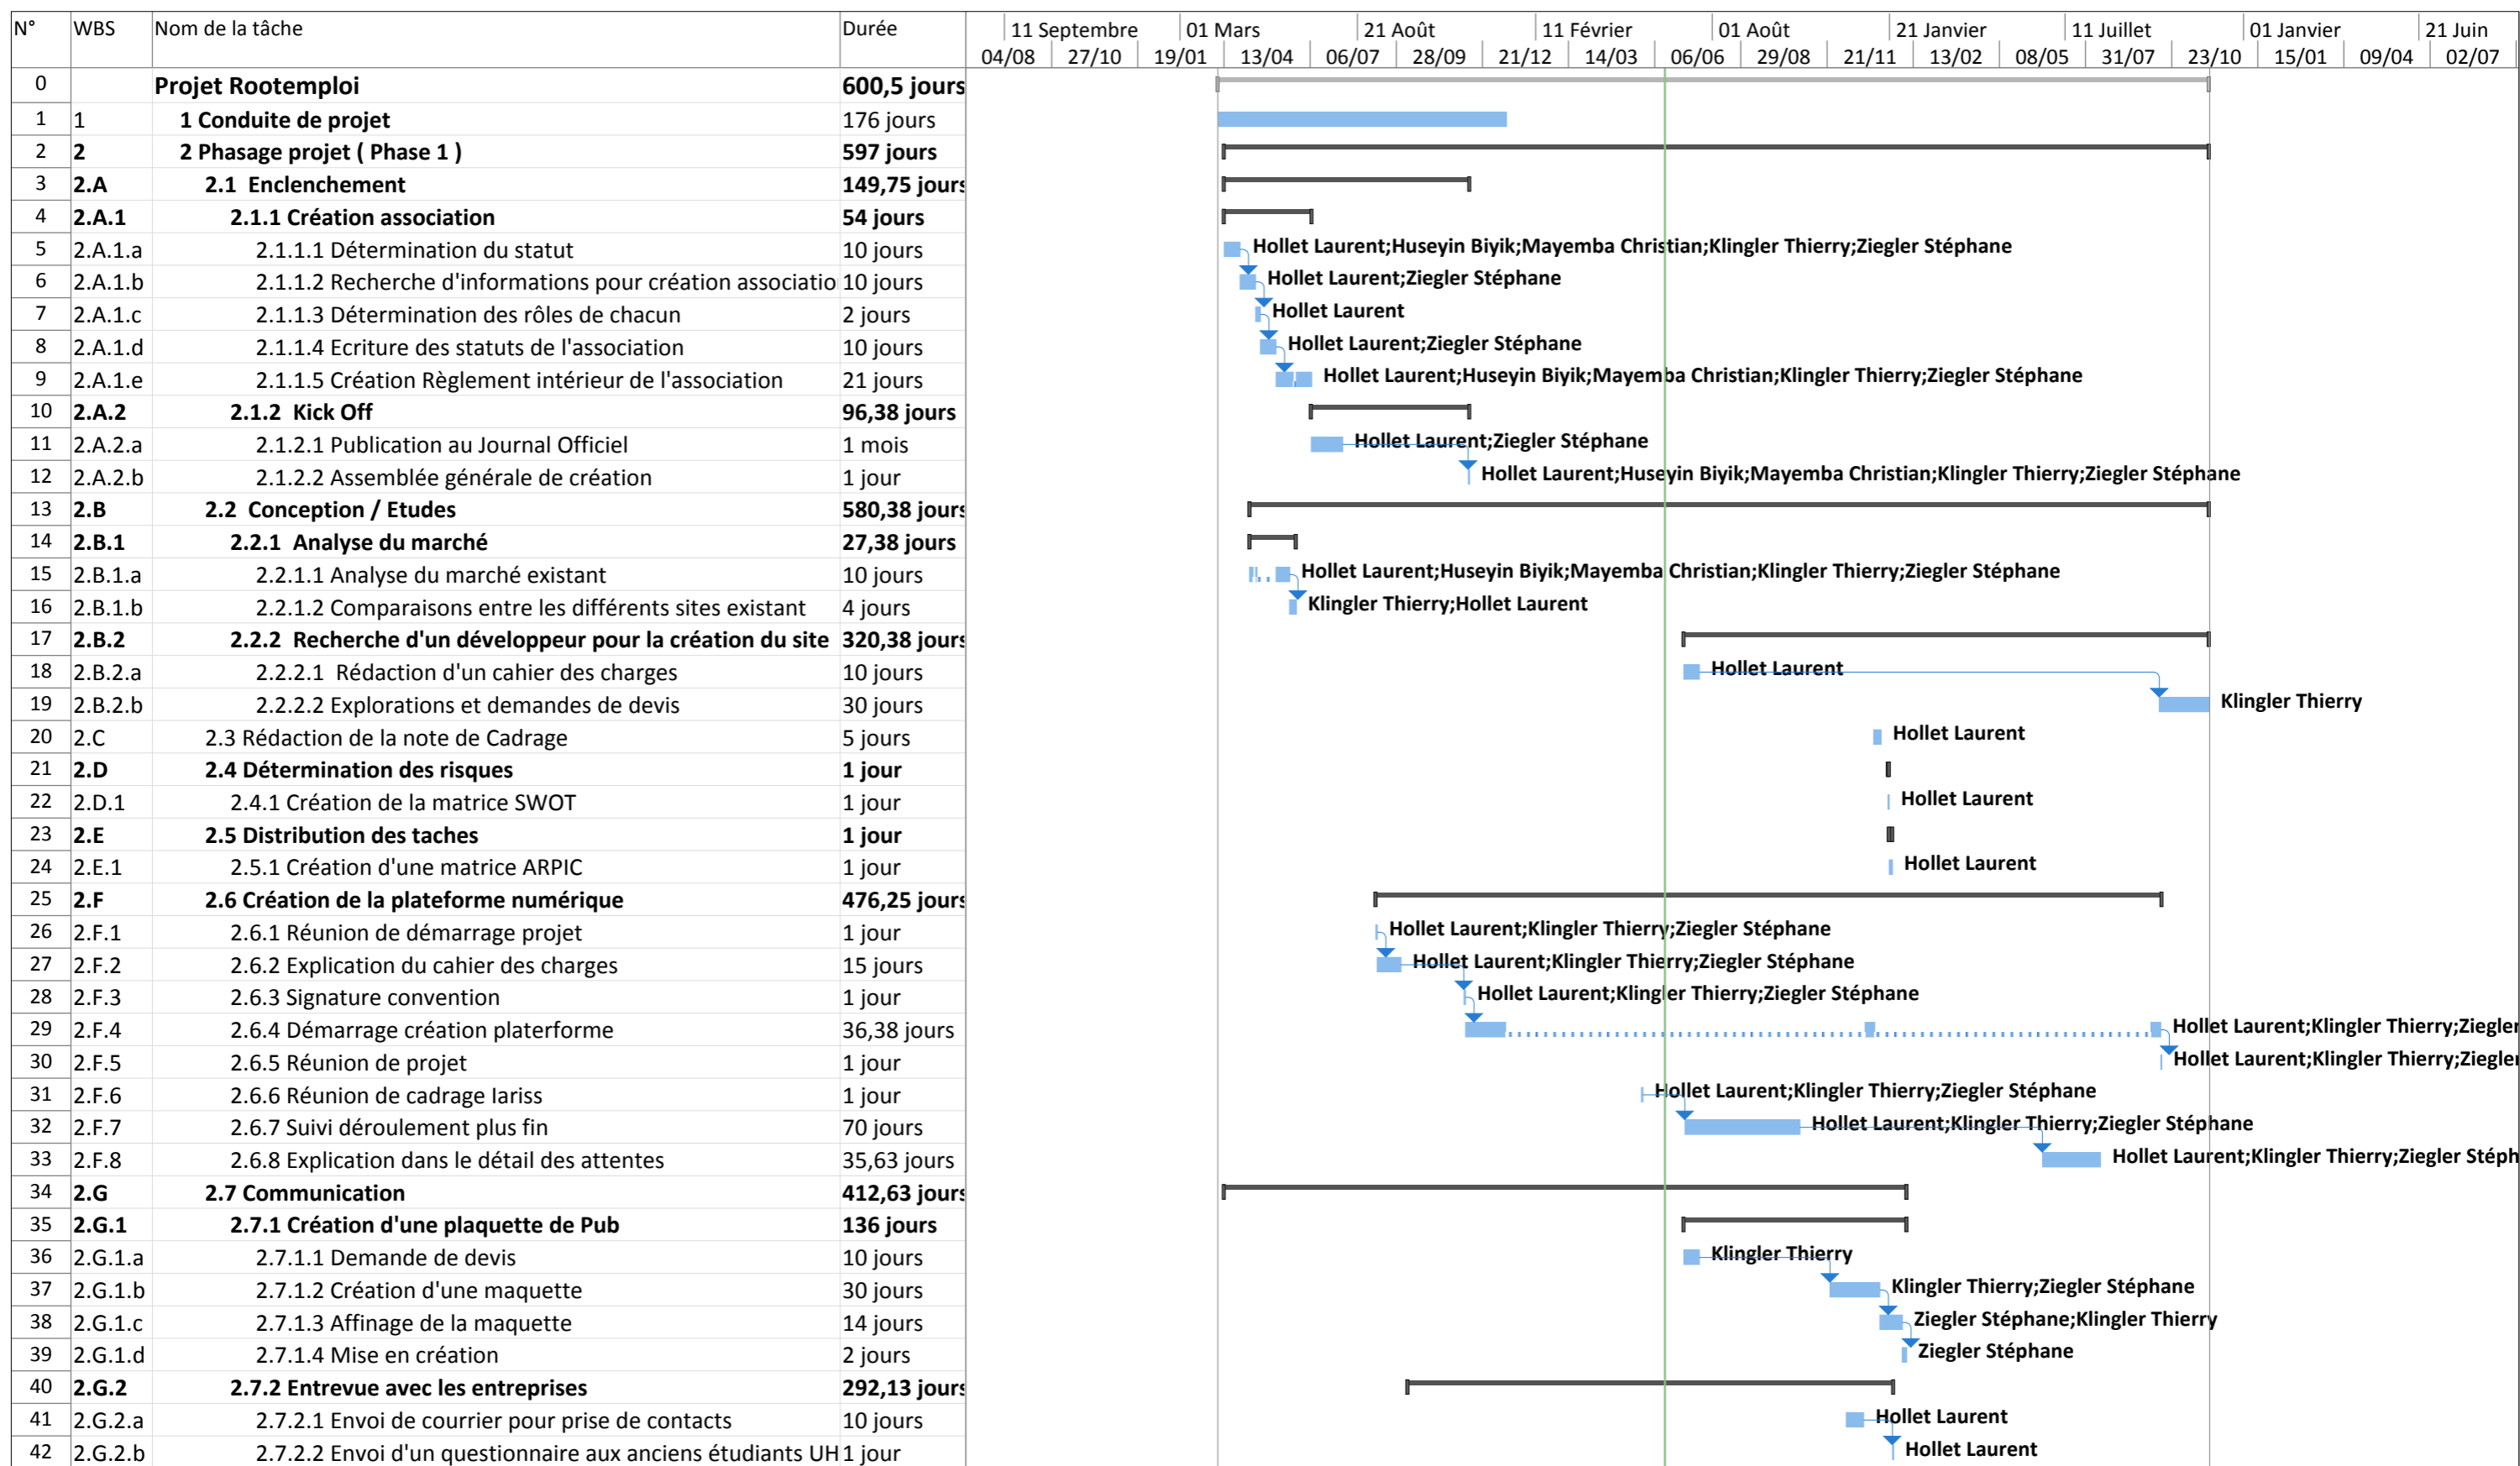 N° WBS Nom de la tâche Durée 11 Septembre 01 Mars 21 Août 11 Février 01 Août 21 Janvier 11 Juillet 01 Janvier 21 Juin
04/08 27/10 19/01 13/04 06/07 28/09 21/12 14/03 06/06 29/08 21/11 13/02 08/05 31/07 23/10 15/01 09/04 02/07
0 Projet Rootemploi 600,5 jours
1 1 1 Conduite de projet 176 jours
2 2 2 Phasage projet ( Phase 1 ) 597 jours
3 2.A 2.1 Enclenchement 149,75 jours
4 2.A.1 2.1.1 Création association 54 jours
5 2.A.1.a 2.1.1.1 Détermination du statut 10 jours Hollet Laurent;Huseyin Biyik;Mayemba Christian;Klingler Thierry;Ziegler Stéphane
6 2.A.1.b 2.1.1.2 Recherche d'informations pour création associatio 10 jours Hollet Laurent;Ziegler Stéphane
7 2.A.1.c 2.1.1.3 Détermination des rôles de chacun 2 jours Hollet Laurent
8 2.A.1.d 2.1.1.4 Ecriture des statuts de l'association 10 jours Hollet Laurent;Ziegler Stéphane
9 2.A.1.e 2.1.1.5 Création Règlement intérieur de l'association 21 jours Hollet Laurent;Huseyin Biyik;Mayemba Christian;Klingler Thierry;Ziegler Stéphane
10 2.A.2 2.1.2 Kick Off 96,38 jours
11 2.A.2.a 2.1.2.1 Publication au Journal Officiel 1 mois Hollet Laurent;Ziegler Stéphane
12 2.A.2.b 2.1.2.2 Assemblée générale de création 1 jour Hollet Laurent;Huseyin Biyik;Mayemba Christian;Klingler Thierry;Ziegler Stéphane
13 2.B 2.2 Conception / Etudes 580,38 jours
14 2.B.1 2.2.1 Analyse du marché 27,38 jours
15 2.B.1.a 2.2.1.1 Analyse du marché existant 10 jours Hollet Laurent;Huseyin Biyik;Mayemba Christian;Klingler Thierry;Ziegler Stéphane
16 2.B.1.b 2.2.1.2 Comparaisons entre les différents sites existant 4 jours Klingler Thierry;Hollet Laurent
17 2.B.2 2.2.2 Recherche d'un développeur pour la création du site 320,38 jours
18 2.B.2.a 2.2.2.1 Rédaction d'un cahier des charges 10 jours Hollet Laurent
19 2.B.2.b 2.2.2.2 Explorations et demandes de devis 30 jours Klingler Thierry
20 2.C 2.3 Rédaction de la note de Cadrage 5 jours Hollet Laurent
21 2.D 2.4 Détermination des risques 1 jour
22 2.D.1 2.4.1 Création de la matrice SWOT 1 jour Hollet Laurent
23 2.E 2.5 Distribution des taches 1 jour
24 2.E.1 2.5.1 Création d'une matrice ARPIC 1 jour Hollet Laurent
25 2.F 2.6 Création de la plateforme numérique 476,25 jours
26 2.F.1 2.6.1 Réunion de démarrage projet 1 jour Hollet Laurent;Klingler Thierry;Ziegler Stéphane
27 2.F.2 2.6.2 Explication du cahier des charges 15 jours Hollet Laurent;Klingler Thierry;Ziegler Stéphane
28 2.F.3 2.6.3 Signature convention 1 jour Hollet Laurent;Klingler Thierry;Ziegler Stéphane
29 2.F.4 2.6.4 Démarrage création platerforme 36,38 jours Hollet Laurent;Klingler Thierry;Ziegler
30 2.F.5 2.6.5 Réunion de projet 1 jour Hollet Laurent;Klingler Thierry;Ziegler
31 2.F.6 2.6.6 Réunion de cadrage Iariss 1 jour Hollet Laurent;Klingler Thierry;Ziegler Stéphane
32 2.F.7 2.6.7 Suivi déroulement plus fin 70 jours Hollet Laurent;Klingler Thierry;Ziegler Stéphane
33 2.F.8 2.6.8 Explication dans le détail des attentes 35,63 jours Hollet Laurent;Klingler Thierry;Ziegler Stéph
34 2.G 2.7 Communication 412,63 jours
35 2.G.1 2.7.1 Création d'une plaquette de Pub 136 jours
36 2.G.1.a 2.7.1.1 Demande de devis 10 jours Klingler Thierry
37 2.G.1.b 2.7.1.2 Création d'une maquette 30 jours Klingler Thierry;Ziegler Stéphane
38 2.G.1.c 2.7.1.3 Affinage de la maquette 14 jours Ziegler Stéphane;Klingler Thierry
39 2.G.1.d 2.7.1.4 Mise en création 2 jours Ziegler Stéphane
40 2.G.2 2.7.2 Entrevue avec les entreprises 292,13 jours
41 2.G.2.a 2.7.2.1 Envoi de courrier pour prise de contacts 10 jours Hollet Laurent
42 2.G.2.b 2.7.2.2 Envoi d'un questionnaire aux anciens étudiants UH 1 jour Hollet Laurent